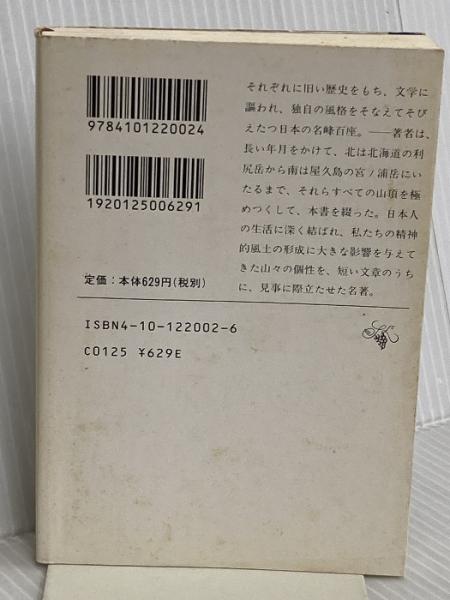 9784101220024
1920125006291
定価：本体629円(税別)
ISBN4-10-122002-6
C0125 ¥629E
それぞれに旧い歴史をもち、文学に
謳われ、独自の風格をそなえてそび
えたつ日本の名峰百座。――著者は、
長い年月をかけて、北は北海道の利
尻岳から南は屋久島の宮ノ浦岳にい
たるまで、それらすべての山頂を極
めつくして、本書を綴った。日本人
の生活に深く結ばれ、私たちの精神
的風土の形成に大きな影響を与えて
きた山々の個性を、短い文章のうち
に、見事に際立たせた名著。